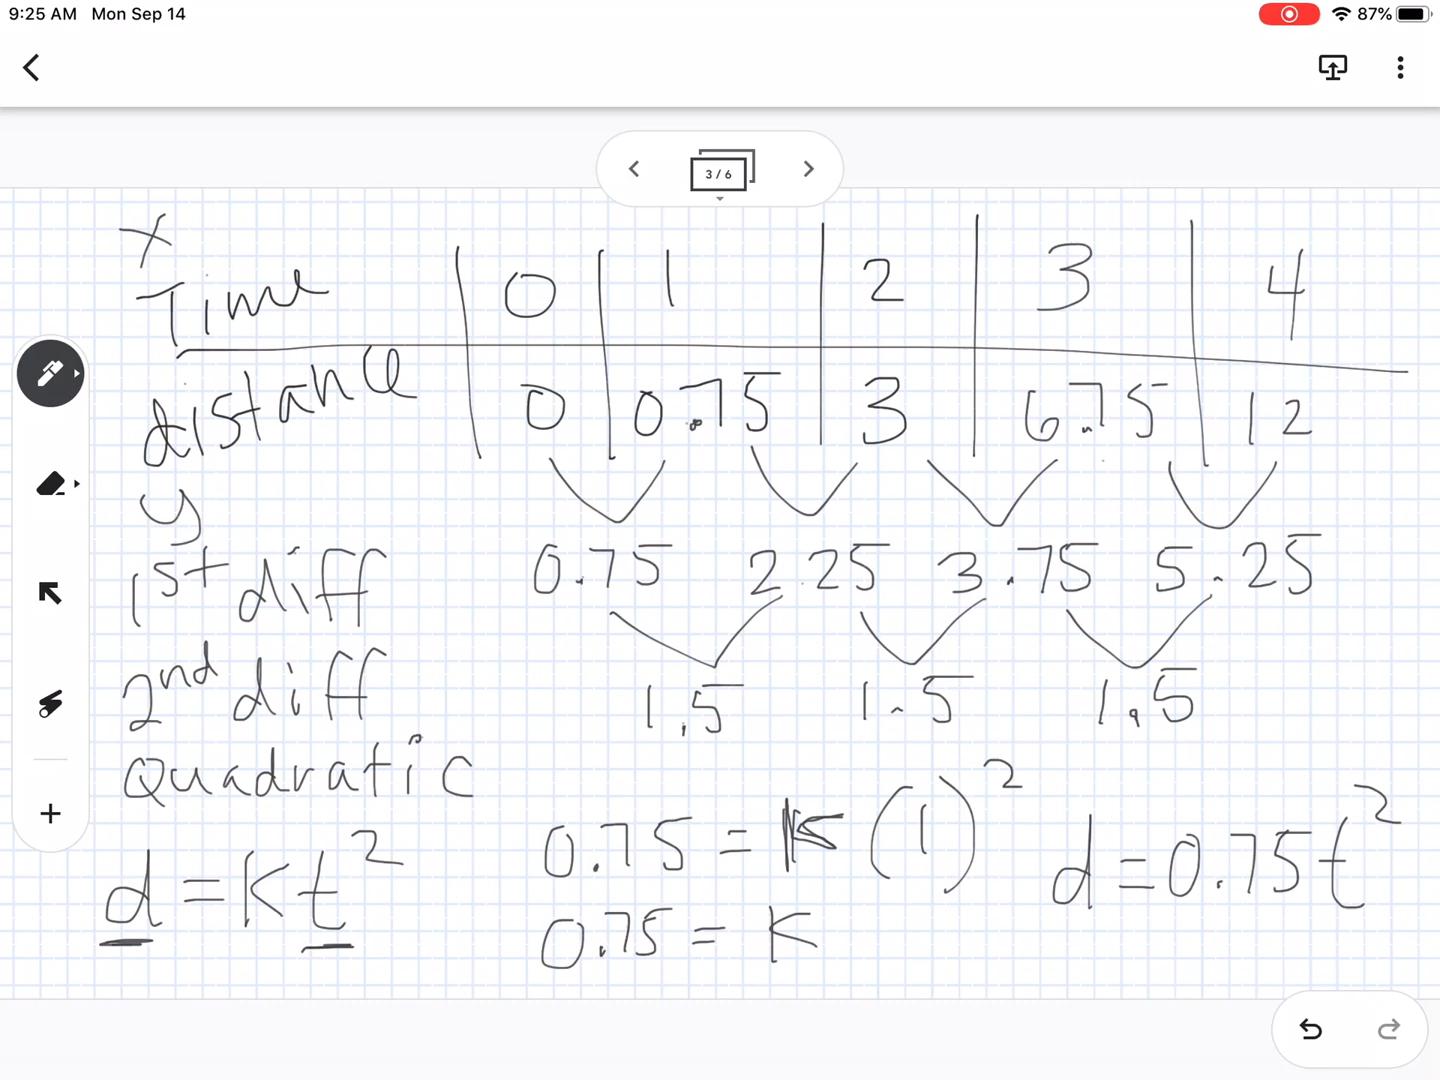 9:25 AM Mon Sep 14
87%
3 / 6
x
Time 0 1 2 3 4
distance 0 0.75 3 6.75 12
y
1st diff 0.75 2.25 3.75 5.25
2nd diff 1.5 1.5 1.5
Quadratic
d = Kt² 0.75 = K (1)² d = 0.75t²
0.75 = K